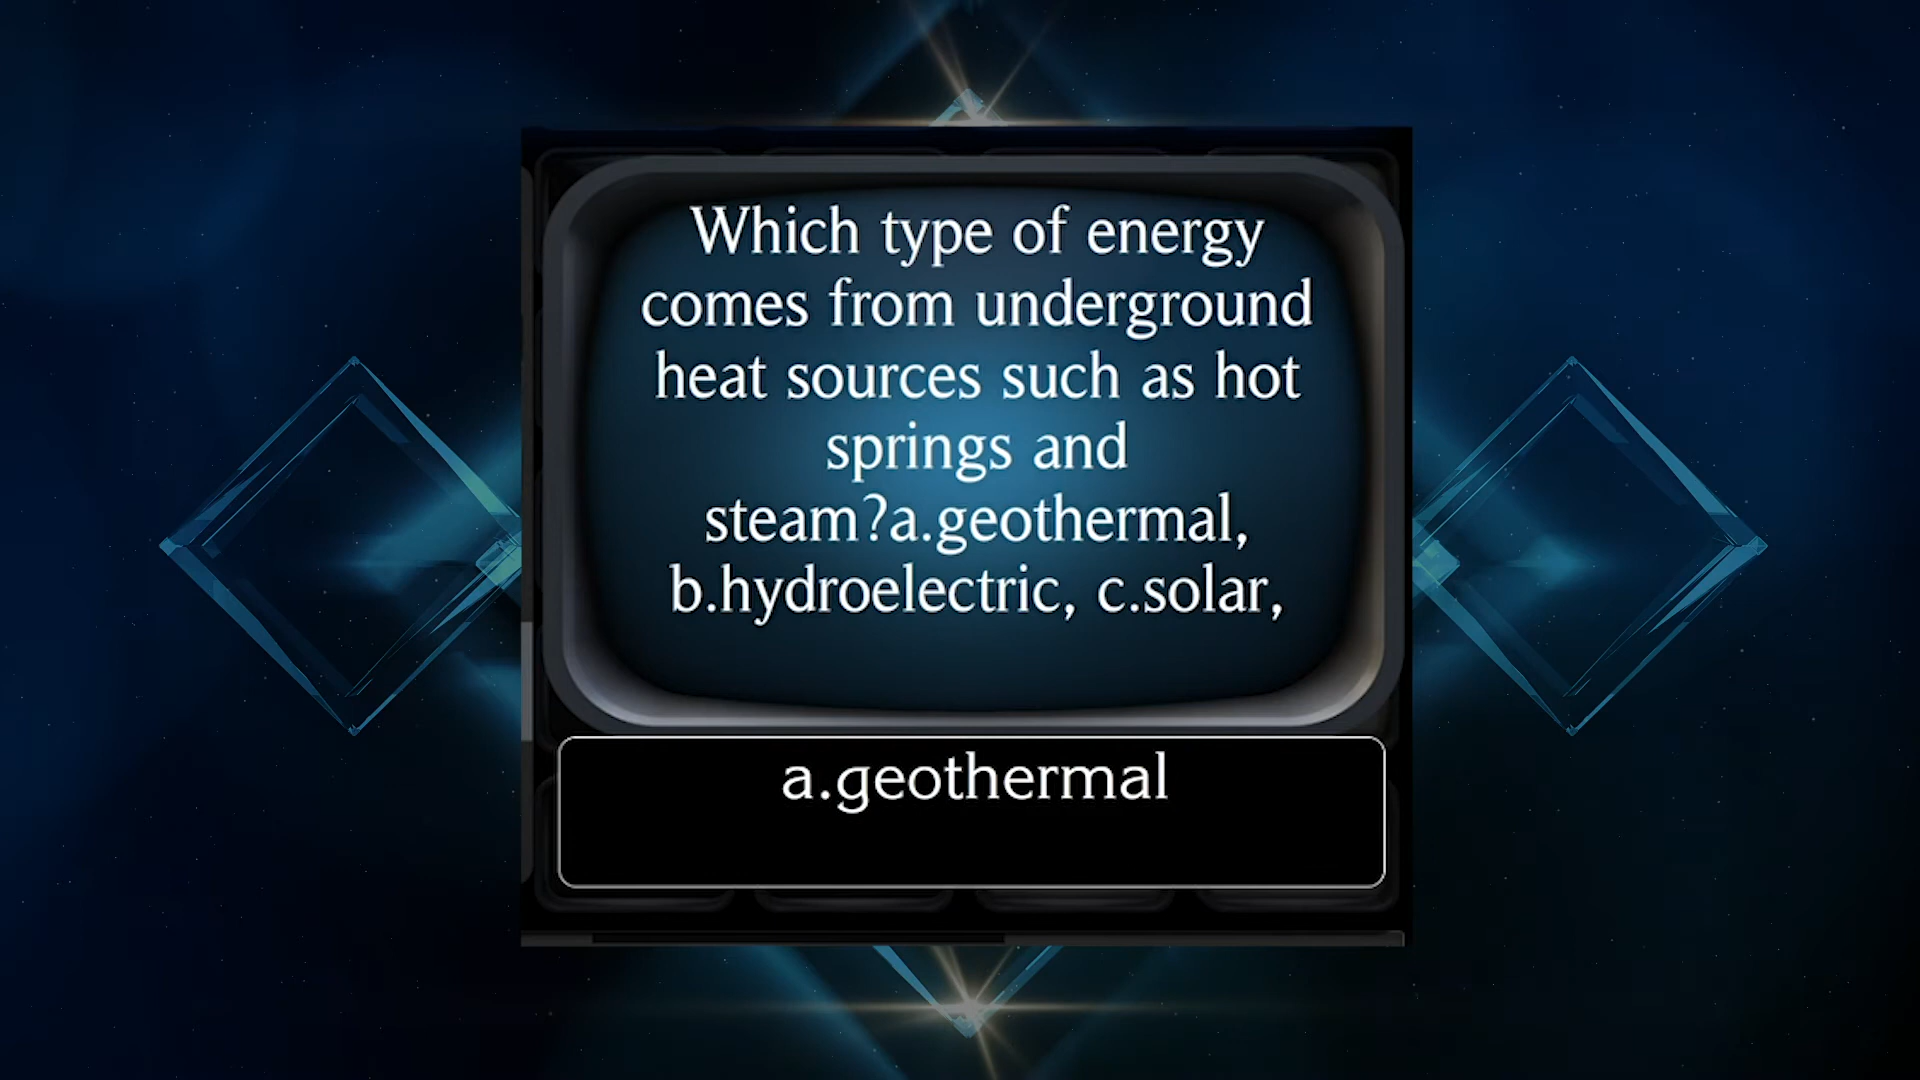 Which type of energy
comes from underground
heat sources such as hot
springs and
steam?a.geothermal,
b.hydroelectric, c.solar,
a.geothermal